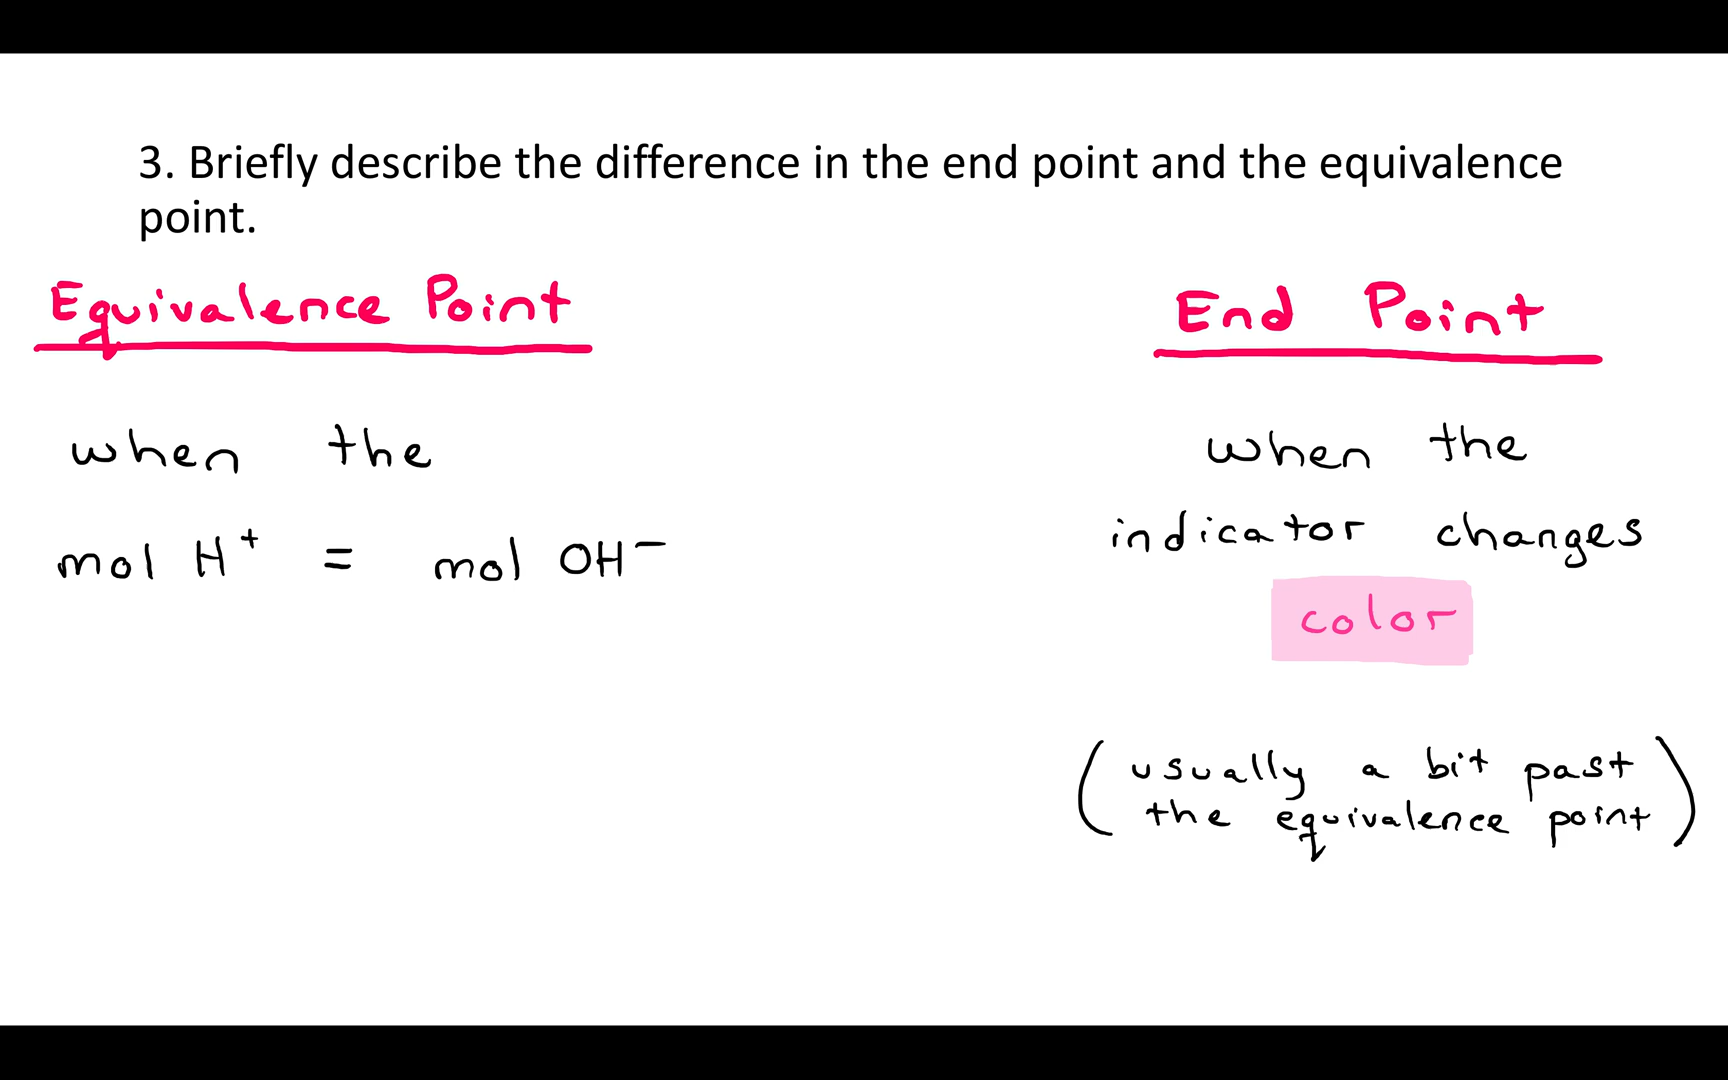 3. Briefly describe the difference in the end point and the equivalence
point.
Equivalence Point
when the
mol H⁺ = mol OH⁻
End Point
when the
indicator changes
color
(usually a bit past
the equivalence point)